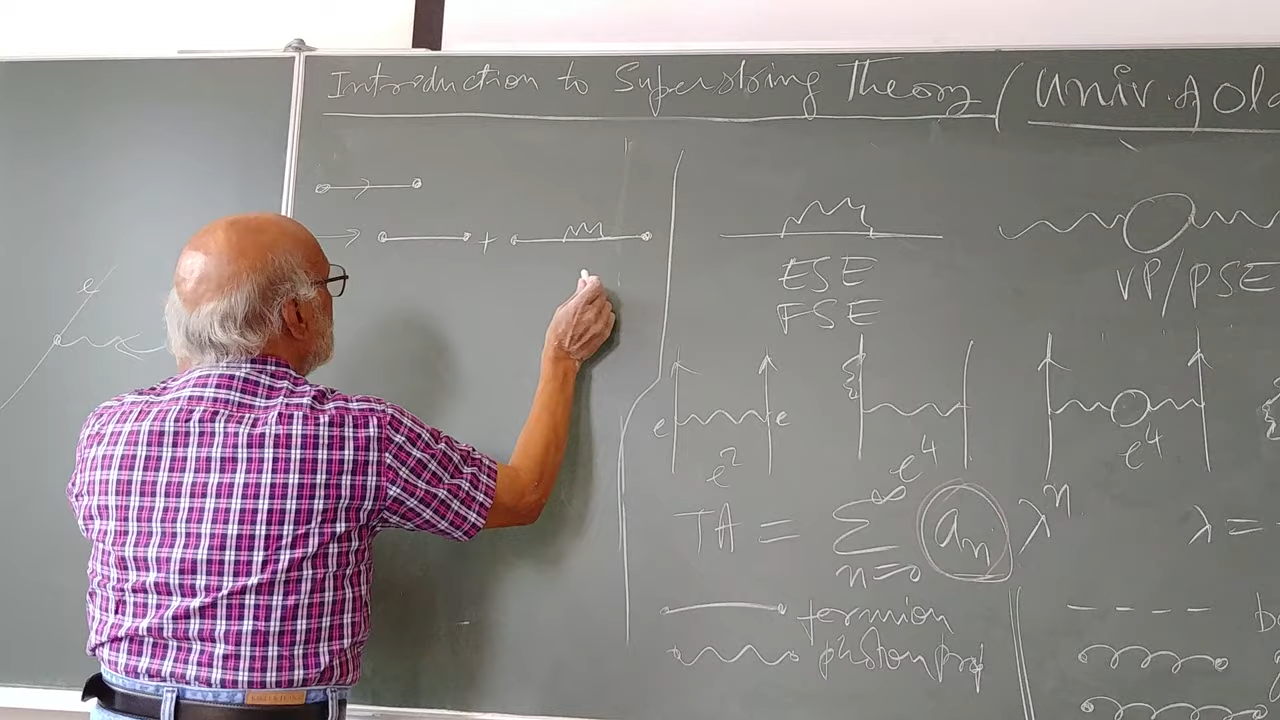 Introduction to Superstring Theory ( Univ. of Old
e
+
ESE
FSE
VP/PSE
e e
e² e⁴ e⁴
TA = ∑ n=0 ∞ aₙ λⁿ λ =
fermion
photon prop